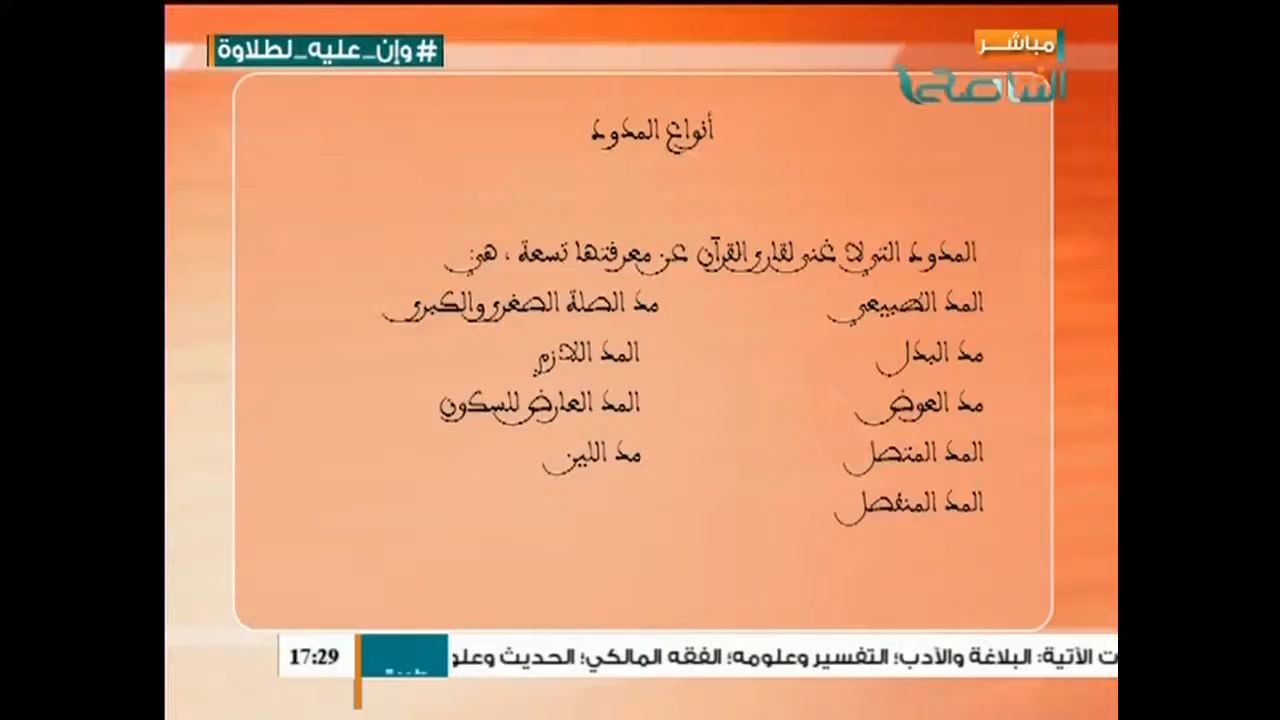 مباشر
#وإن_عليه_لطلاوة
أنواع المدود
المدود التي لا غنى لقارئ القرآن عن معرفتها تسعة ، هي:
المد الطبيعي
مد البدل
مد العوض
المد المتصل
المد المنفصل
مد الصلة الصغرى والكبرى
المد اللازم
المد العارض للسكون
مد اللين
ت الآتية: البلاغة والأدب؛ التفسير وعلومه؛ الفقه المالكي؛ الحديث وعلو
17:29